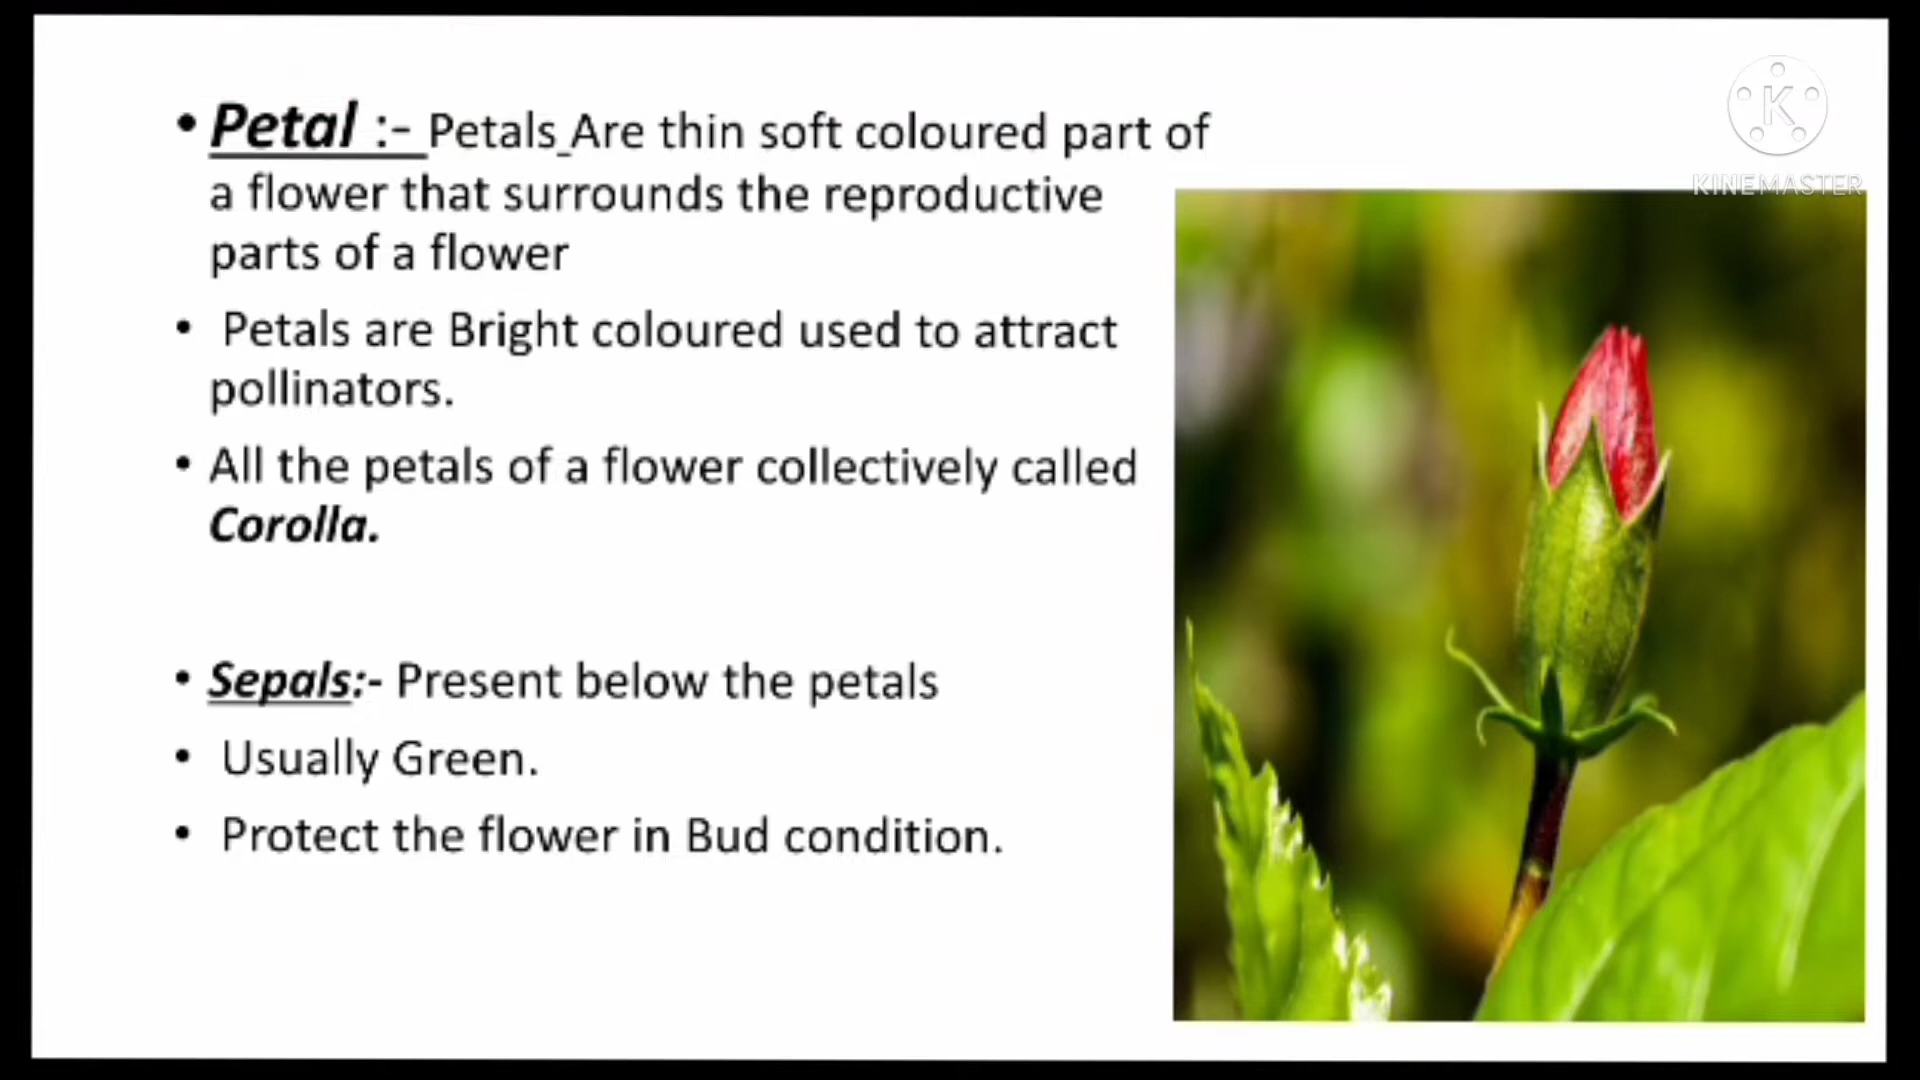 • Petal :- Petals Are thin soft coloured part of
a flower that surrounds the reproductive
parts of a flower
• Petals are Bright coloured used to attract
pollinators.
• All the petals of a flower collectively called
Corolla.
• Sepals:- Present below the petals
• Usually Green.
• Protect the flower in Bud condition.
K
KINEMASTER